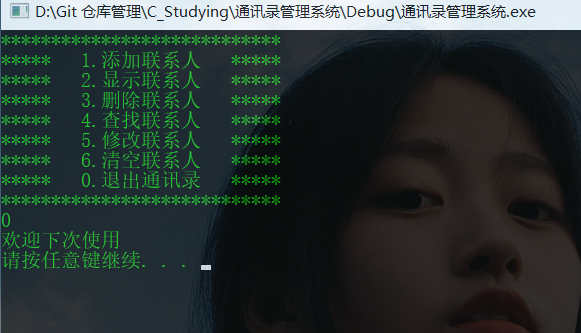 D:\Git 仓库管理\C_Studying\通讯录管理系统\Debug\通讯录管理系统.exe
****************************
*****   1.添加联系人   *****
*****   2.显示联系人   *****
*****   3.删除联系人   *****
*****   4.查找联系人   *****
*****   5.修改联系人   *****
*****   6.清空联系人   *****
*****   0.退出通讯录   *****
****************************
0
欢迎下次使用
请按任意键继续. . .